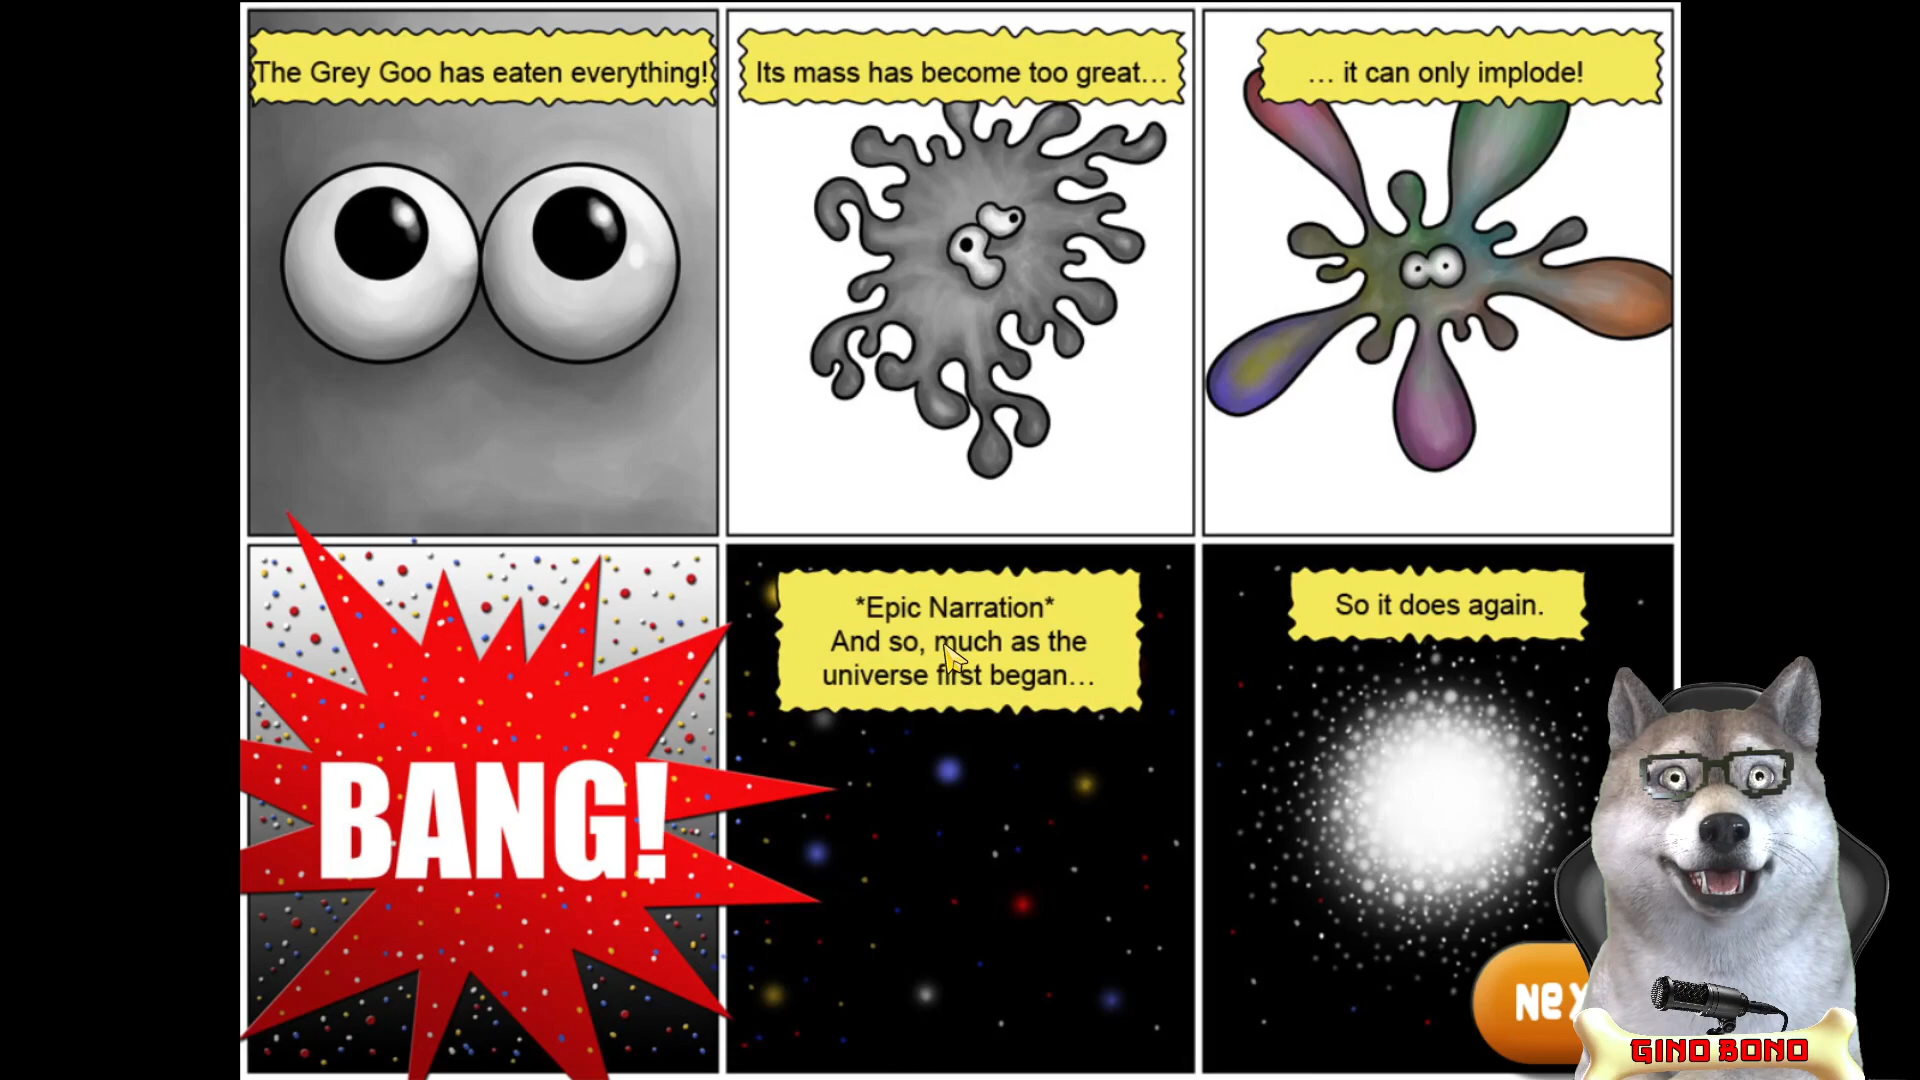 The Grey Goo has eaten everything!
Its mass has become too great...
... it can only implode!
BANG!
*Epic Narration*
And so, much as the
universe first began...
So it does again.
GINO BONO